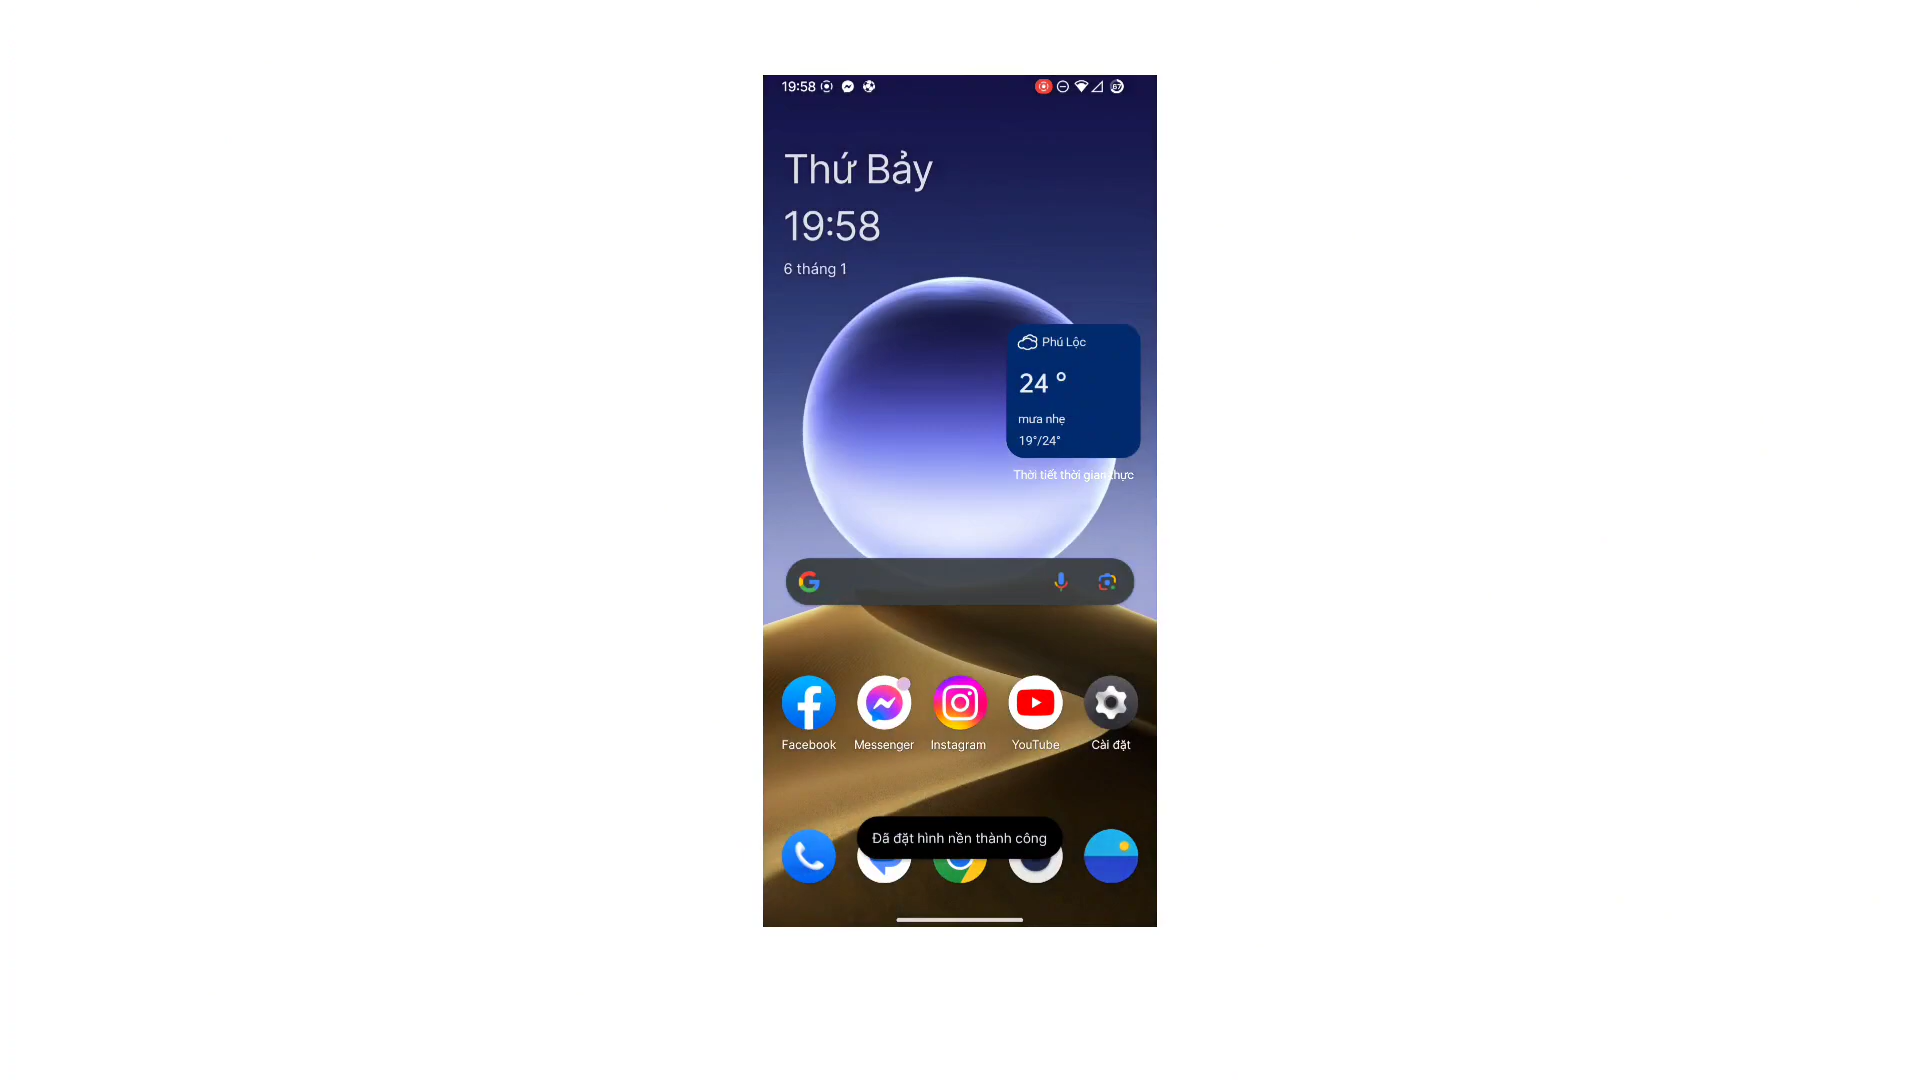 19:58
87
Thứ Bảy
19:58
6 tháng 1
Phú Lộc
24 °
mưa nhẹ
19°/24°
Thời tiết thời gian thực
Facebook
Messenger
Instagram
YouTube
Cài đặt
Đã đặt hình nền thành công